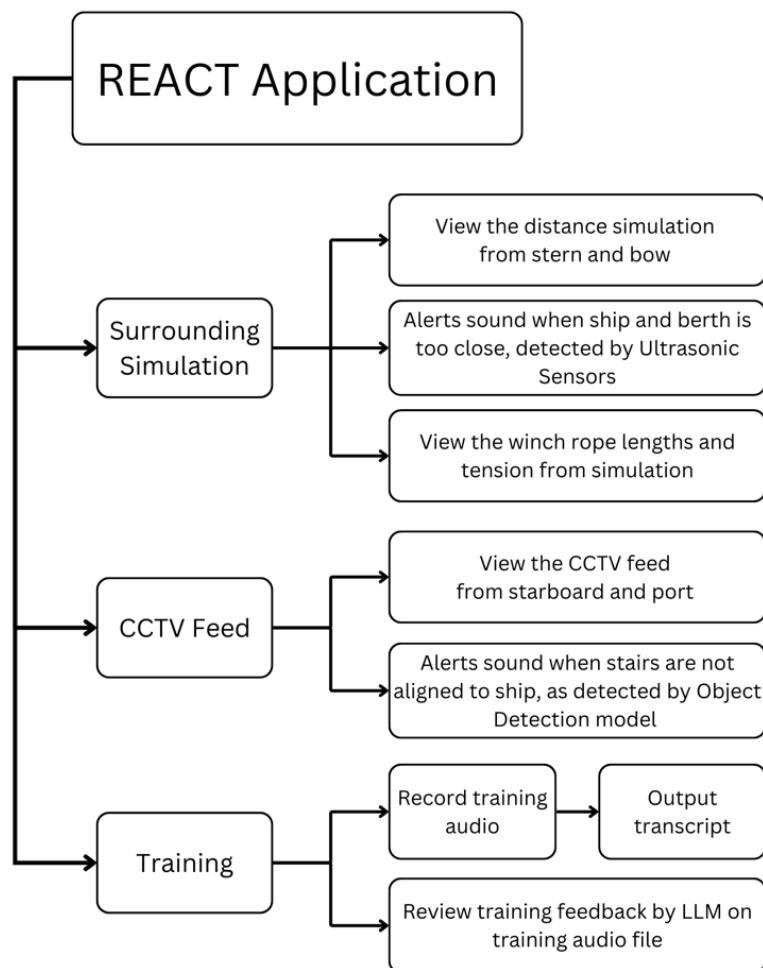 REACT Application
Surrounding
Simulation
View the distance simulation
from stern and bow
Alerts sound when ship and berth is
too close, detected by Ultrasonic
Sensors
View the winch rope lengths and
tension from simulation
CCTV Feed
View the CCTV feed
from starboard and port
Alerts sound when stairs are not
aligned to ship, as detected by Object
Detection model
Training
Record training
audio
Output
transcript
Review training feedback by LLM on
training audio file